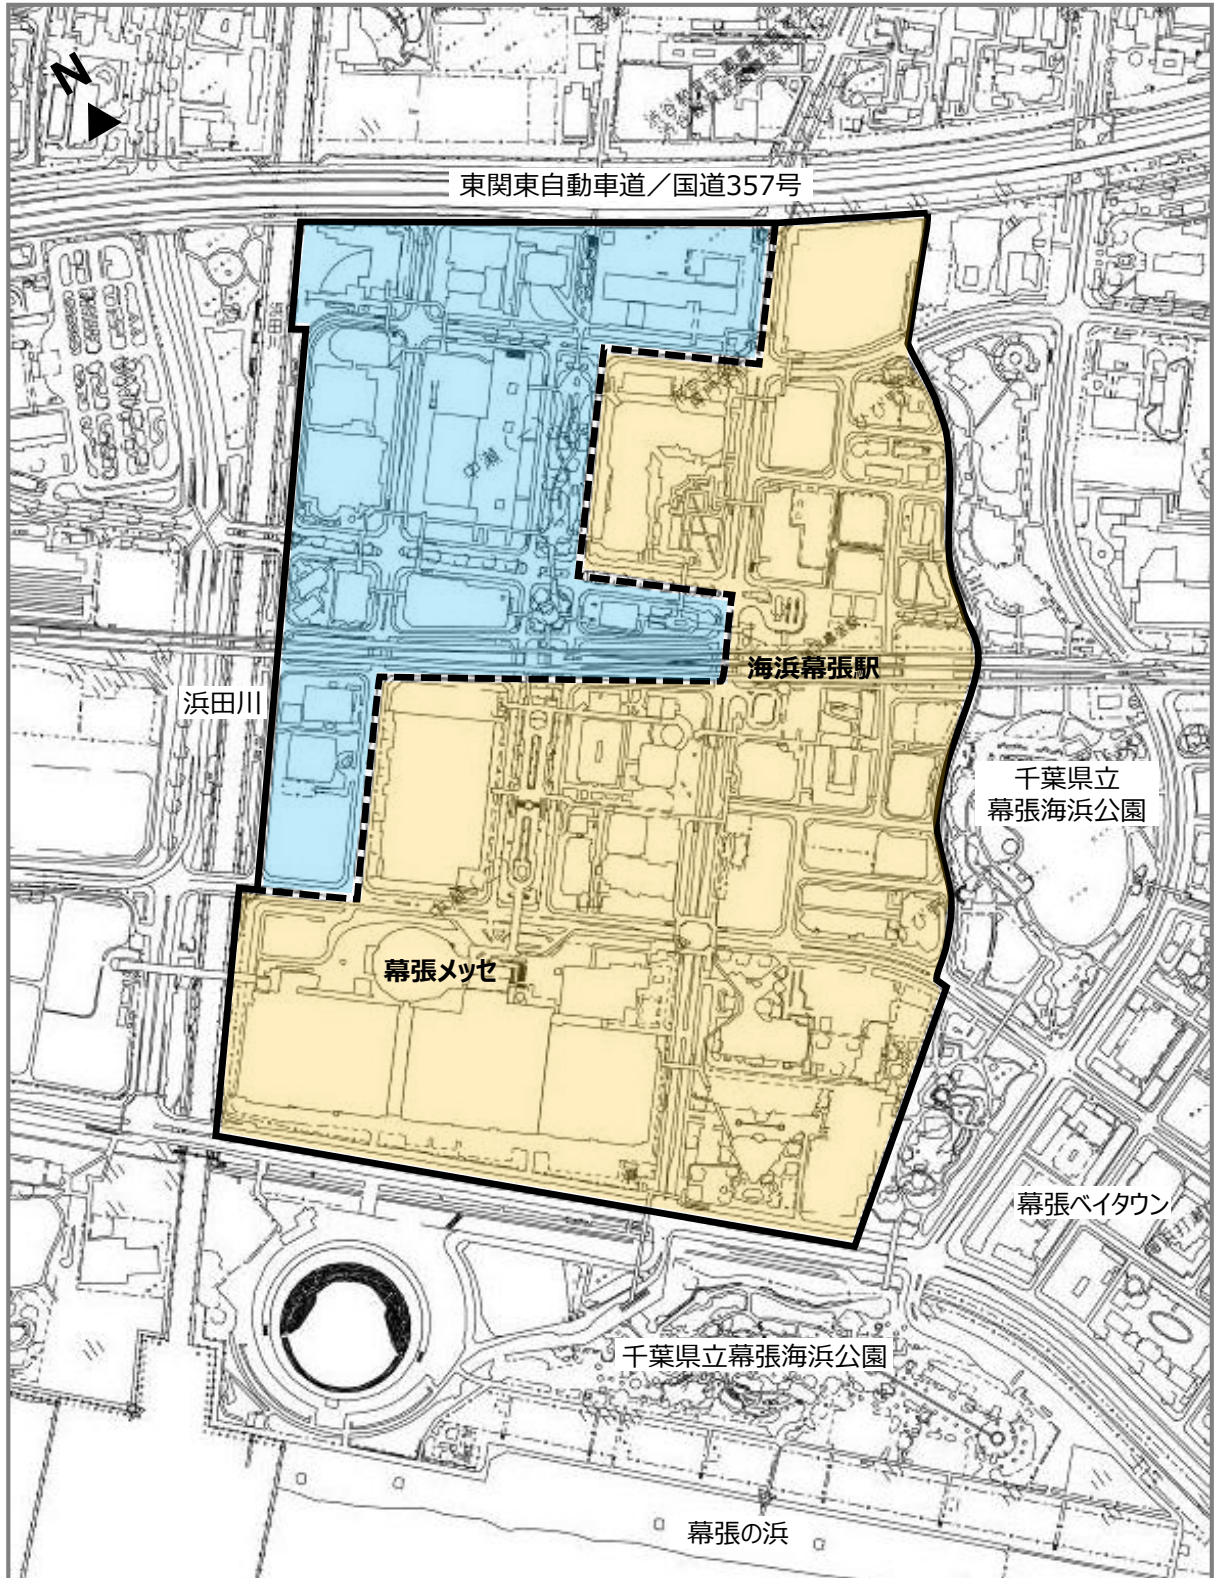 N
東関東自動車道／国道357号
中瀬
海浜幕張駅
浜田川
千葉県立
幕張海浜公園
幕張メッセ
幕張ベイタウン
千葉県立幕張海浜公園
幕張の浜